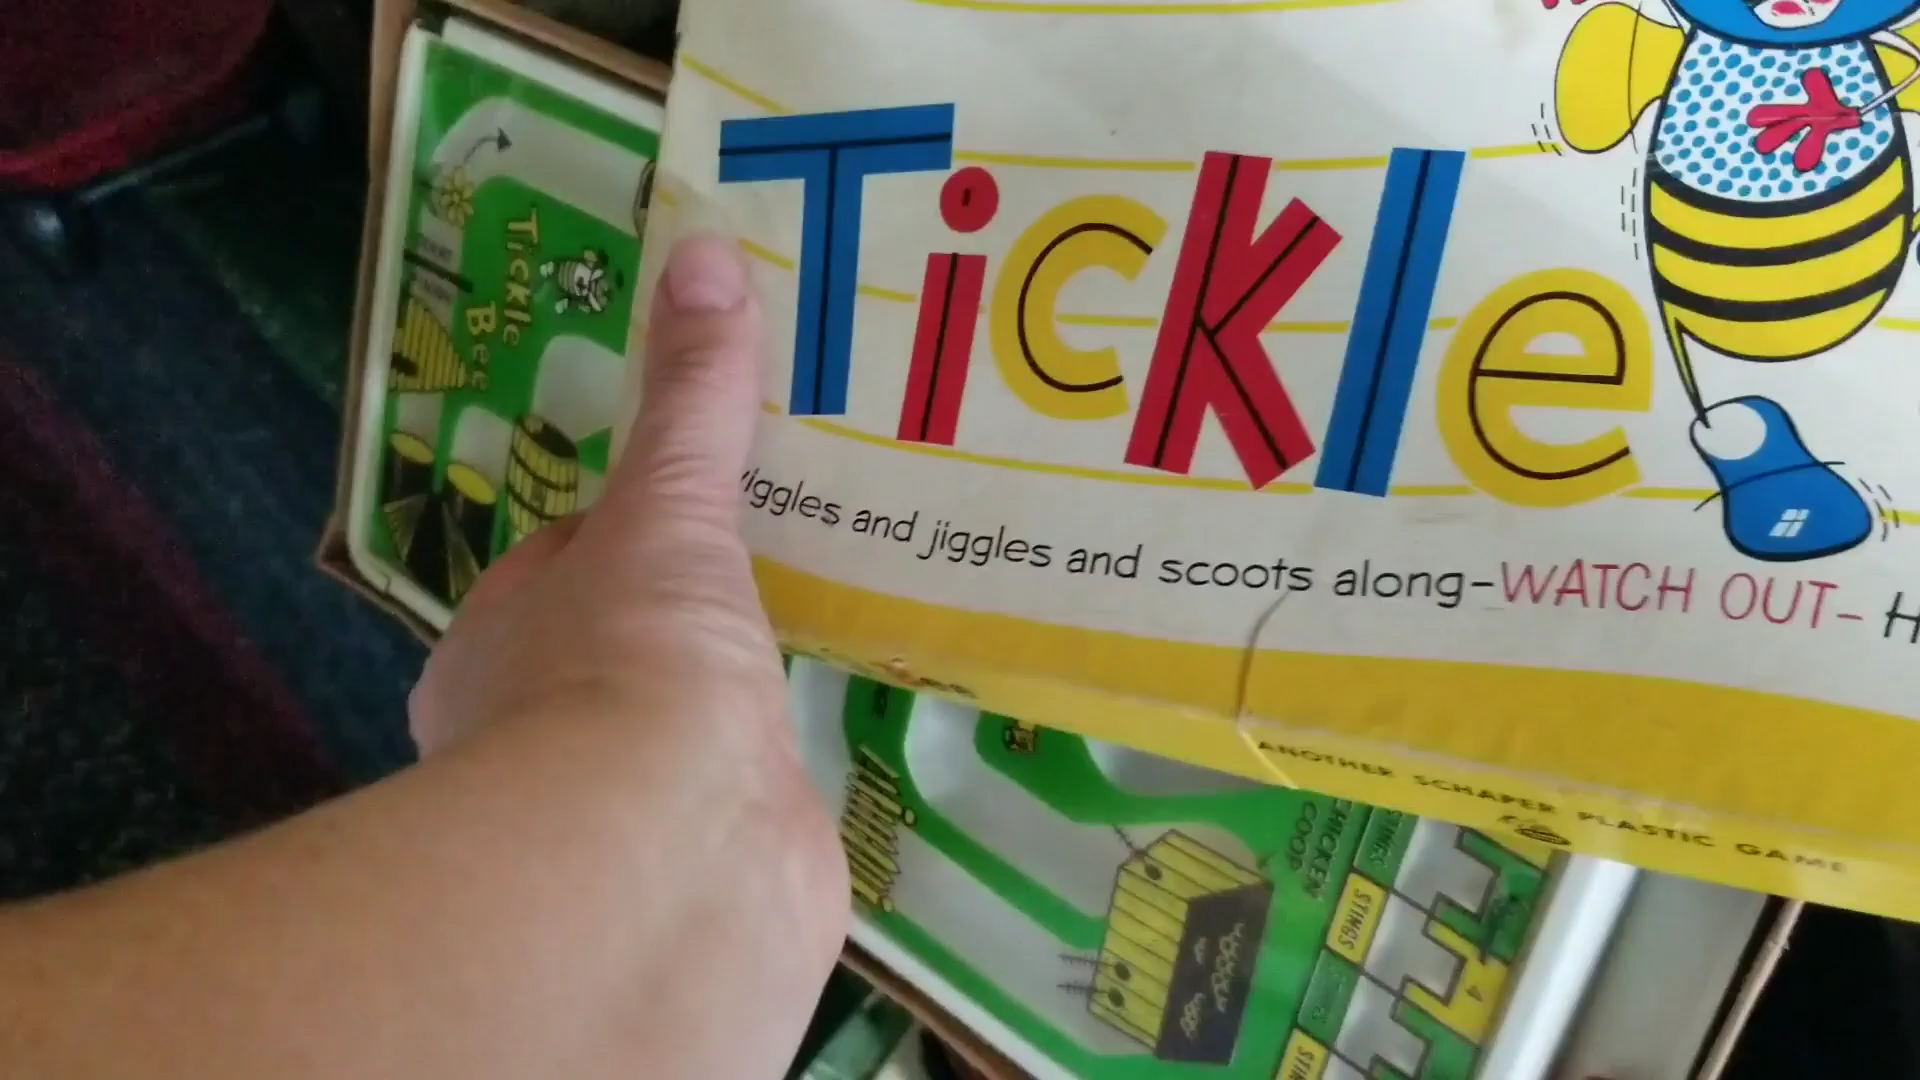 Tickle
iggles and jiggles and scoots along-WATCH OUT- H
ANOTHER SCHAPER PLASTIC GAME
Tickle
Bee
CHICKEN
COOP
STINGS
STINGS
STINGS